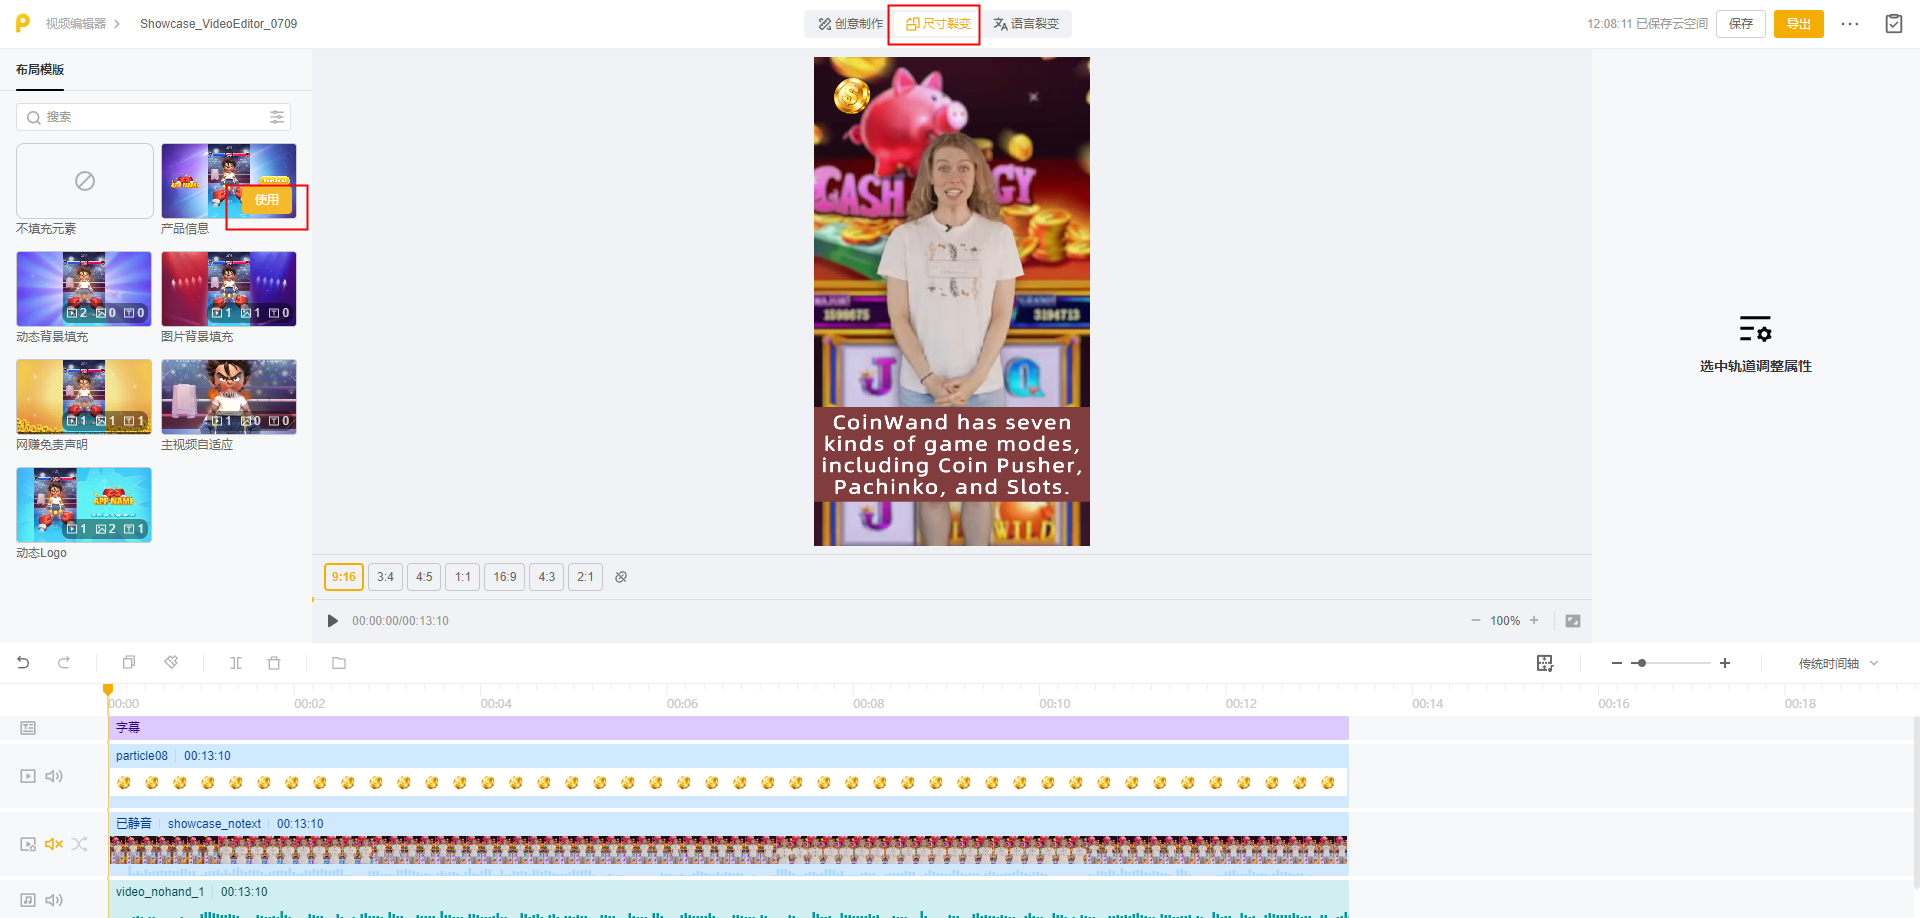 视频编辑器 Showcase_VideoEditor_0709
创意制作 尺寸裂变 语言裂变
12:08:11 已保存云空间 保存 导出
布局模版
搜索
使用
不填充元素 产品信息
2 0 0 1 1 0
动态背景填充 图片背景填充
1 1 1 1 0 0
网赚免责声明 主视频自适应
APP NAME
1 2 1
动态Logo
CASH
1598675 3194713
J Q
CoinWand has seven
kinds of game modes,
including Coin Pusher,
Pachinko, and Slots.
J WILD
选中轨道调整属性
9:16 3:4 4:5 1:1 16:9 4:3 2:1
00:00:00/00:13:10 100%
传统时间轴
00:00 00:02 00:04 00:06 00:08 00:10 00:12 00:14 00:16 00:18
字幕
particle08 00:13:10
已静音 showcase_notext 00:13:10
video_nohand_1 00:13:10